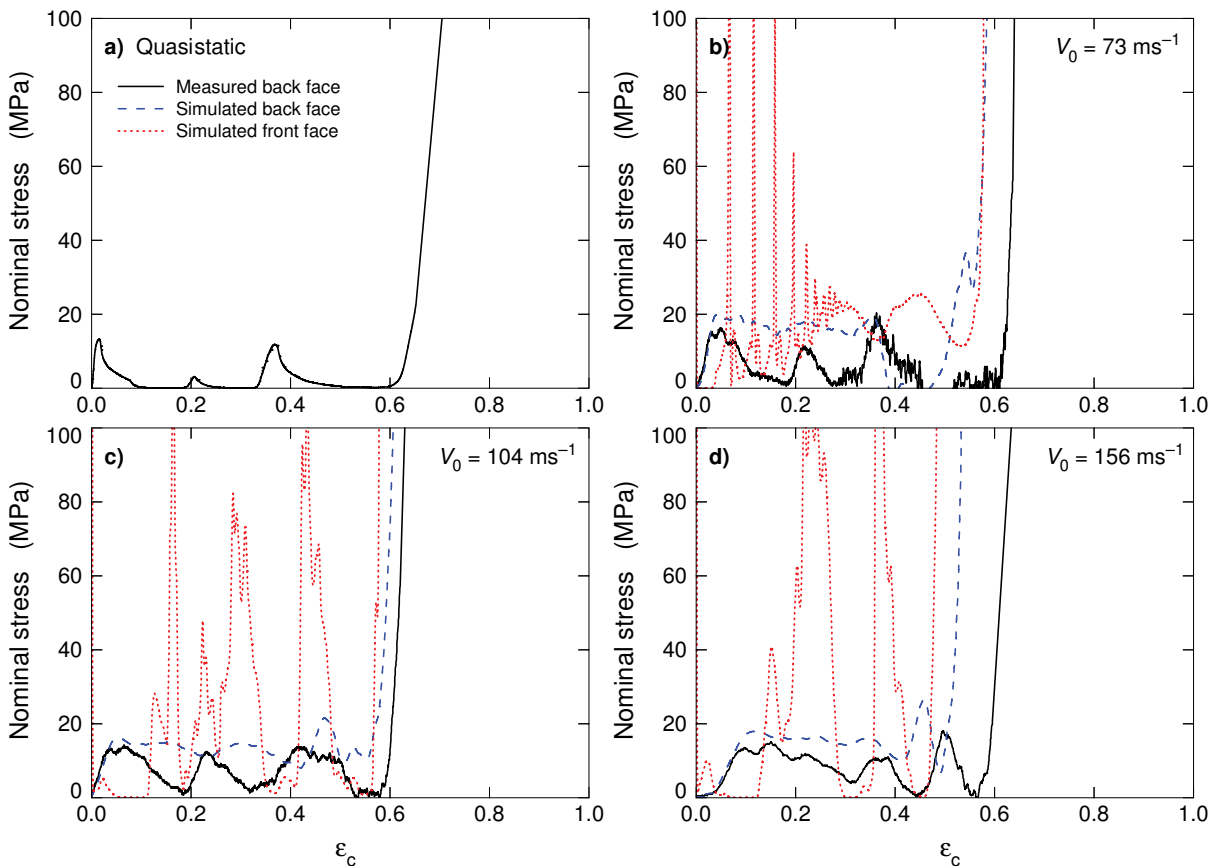 100
80
60
40
20
0
0.0 0.2 0.4 0.6 0.8 1.0
Nominal stress (MPa)
a) Quasistatic
Measured back face
Simulated back face
Simulated front face
100
80
60
40
20
0
0.0 0.2 0.4 0.6 0.8 1.0
Nominal stress (MPa)
b)
V₀ = 73 ms⁻¹
100
80
60
40
20
0
0.0 0.2 0.4 0.6 0.8 1.0
Nominal stress (MPa)
c)
V₀ = 104 ms⁻¹
εc
100
80
60
40
20
0
0.0 0.2 0.4 0.6 0.8 1.0
Nominal stress (MPa)
d)
V₀ = 156 ms⁻¹
εc